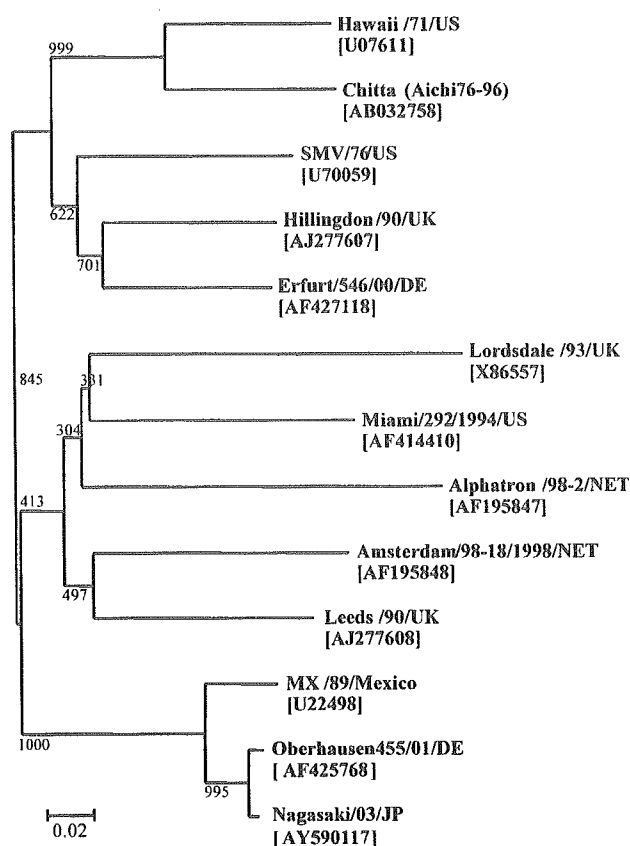 999
Hawaii /71/US
[U07611]
Chitta (Aichi76-96)
[AB032758]
SMV/76/US
[U70059]
622
Hillingdon /90/UK
[AJ277607]
701
Erfurt/546/00/DE
[AF427118]
Lordsdale /93/UK
[X86557]
845
331
Miami/292/1994/US
[AF414410]
304
Alphatron /98-2/NET
[AF195847]
413
Amsterdam/98-18/1998/NET
[AF195848]
497
Leeds /90/UK
[AJ277608]
MX /89/Mexico
[U22498]
1000
Oberhausen455/01/DE
[ AF425768]
995
Nagasaki/03/JP
[AY590117]
0.02